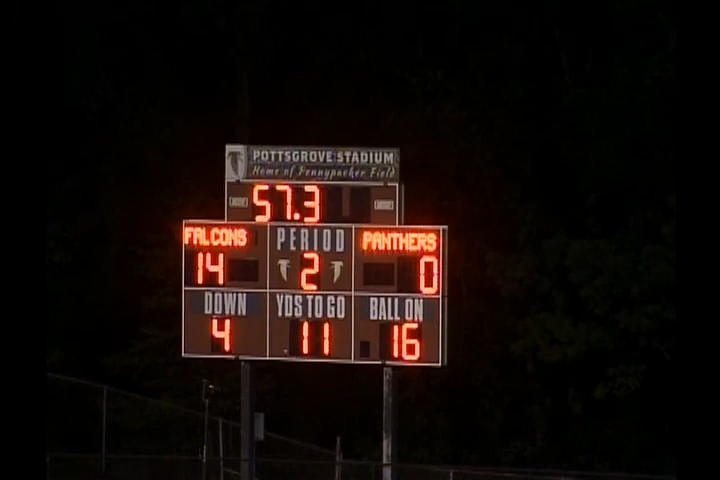 POTTSGROVE STADIUM
Home of Pennypacker Field
57.3
FALCONS PERIOD PANTHERS
14 2 0
DOWN YDS TO GO BALL ON
4 11 16